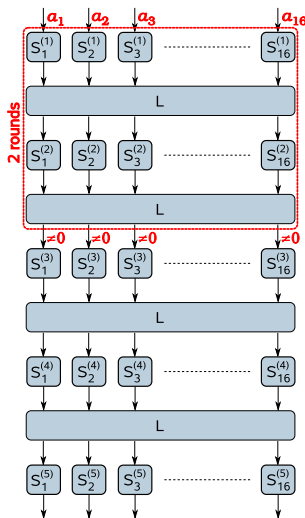 a₁ a₂ a₃ a₁₆
S₁⁽¹⁾ S₂⁽¹⁾ S₃⁽¹⁾ S₁₆⁽¹⁾
L
2 rounds
S₁⁽²⁾ S₂⁽²⁾ S₃⁽²⁾ S₁₆⁽²⁾
L
≠0 ≠0 ≠0 ≠0
S₁⁽³⁾ S₂⁽³⁾ S₃⁽³⁾ S₁₆⁽³⁾
L
S₁⁽⁴⁾ S₂⁽⁴⁾ S₃⁽⁴⁾ S₁₆⁽⁴⁾
L
S₁⁽⁵⁾ S₂⁽⁵⁾ S₃⁽⁵⁾ S₁₆⁽⁵⁾